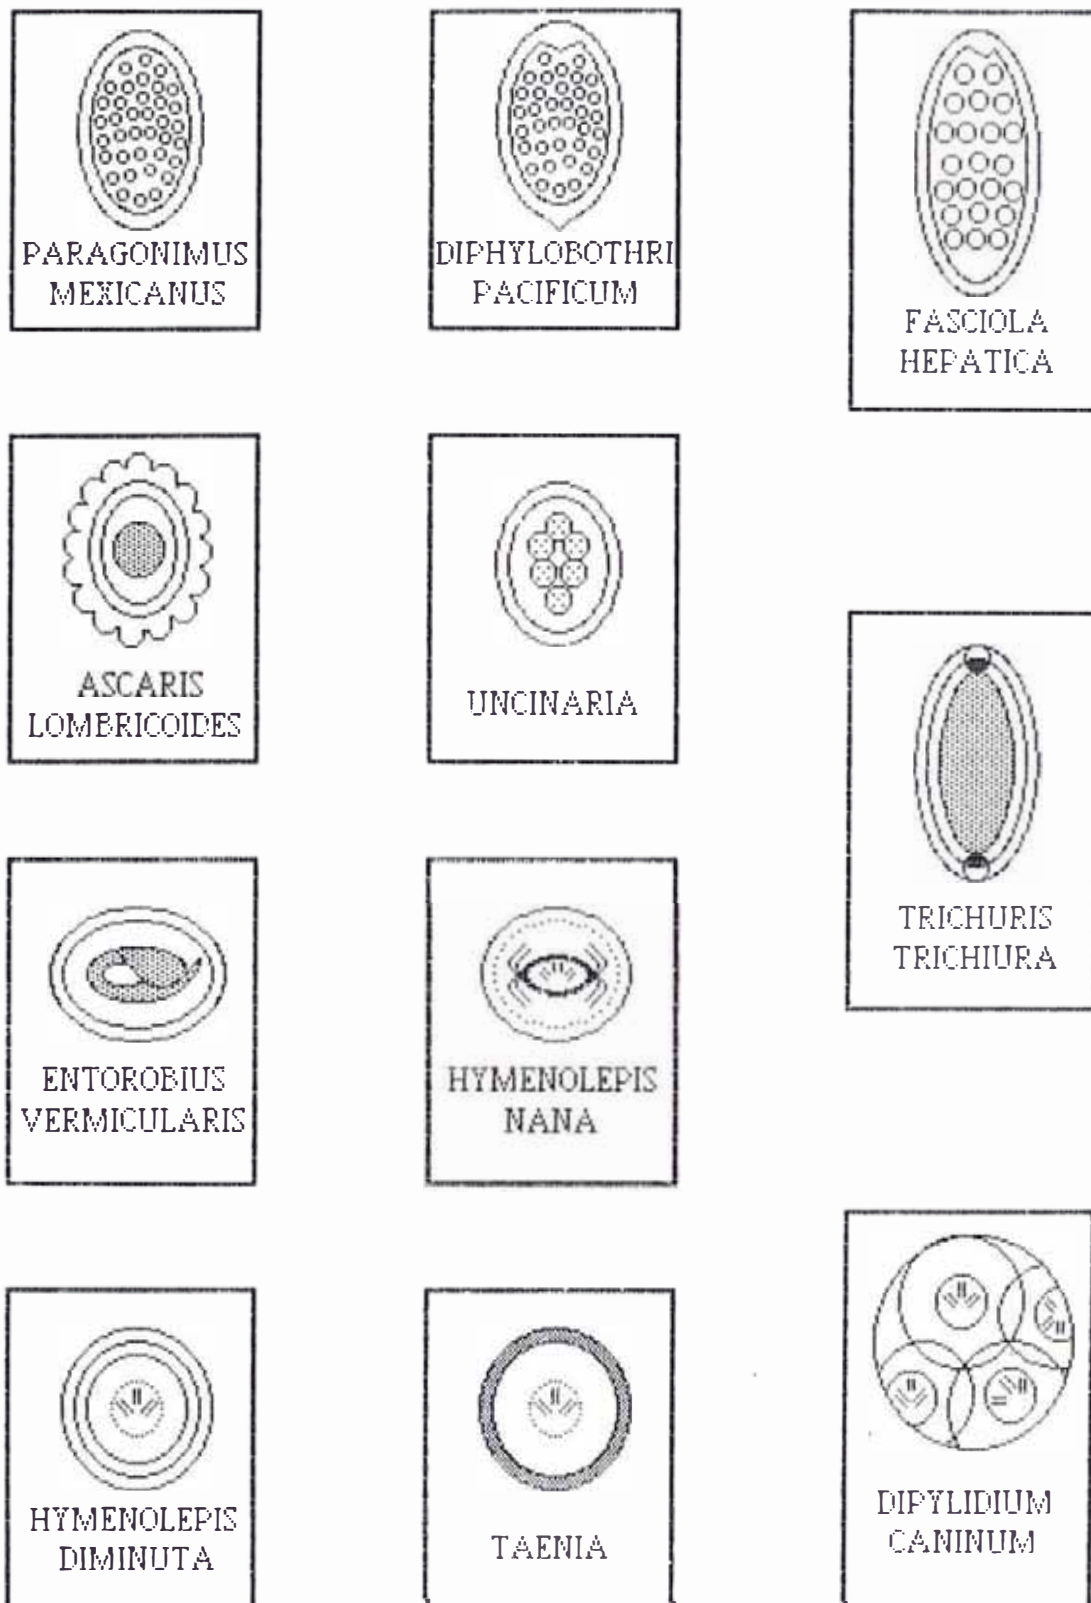 PARAGONIMUS
MEXICANUS
DIPHYLOBOTHRI
PACIFICUM
FASCIOLA
HEPATICA
ASCARIS
LOMBRICOIDES
UNCINARIA
TRICHURIS
TRICHIURA
ENTOROBIUS
VERMICULARIS
HYMENOLEPIS
NANA
HYMENOLEPIS
DIMINUTA
TAENIA
DIPYLIDIUM
CANINUM